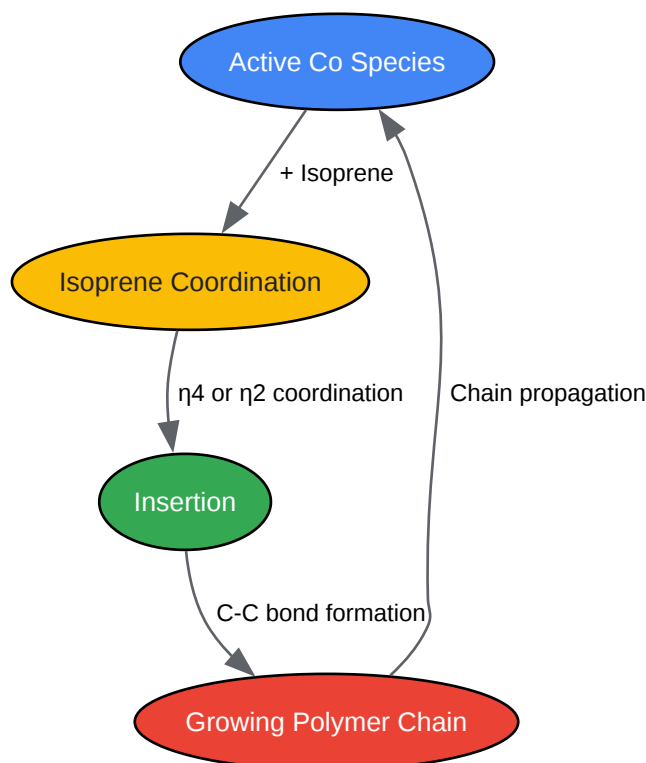 Active Co Species
+ Isoprene
Isoprene Coordination
η4 or η2 coordination
Chain propagation
Insertion
C-C bond formation
Growing Polymer Chain